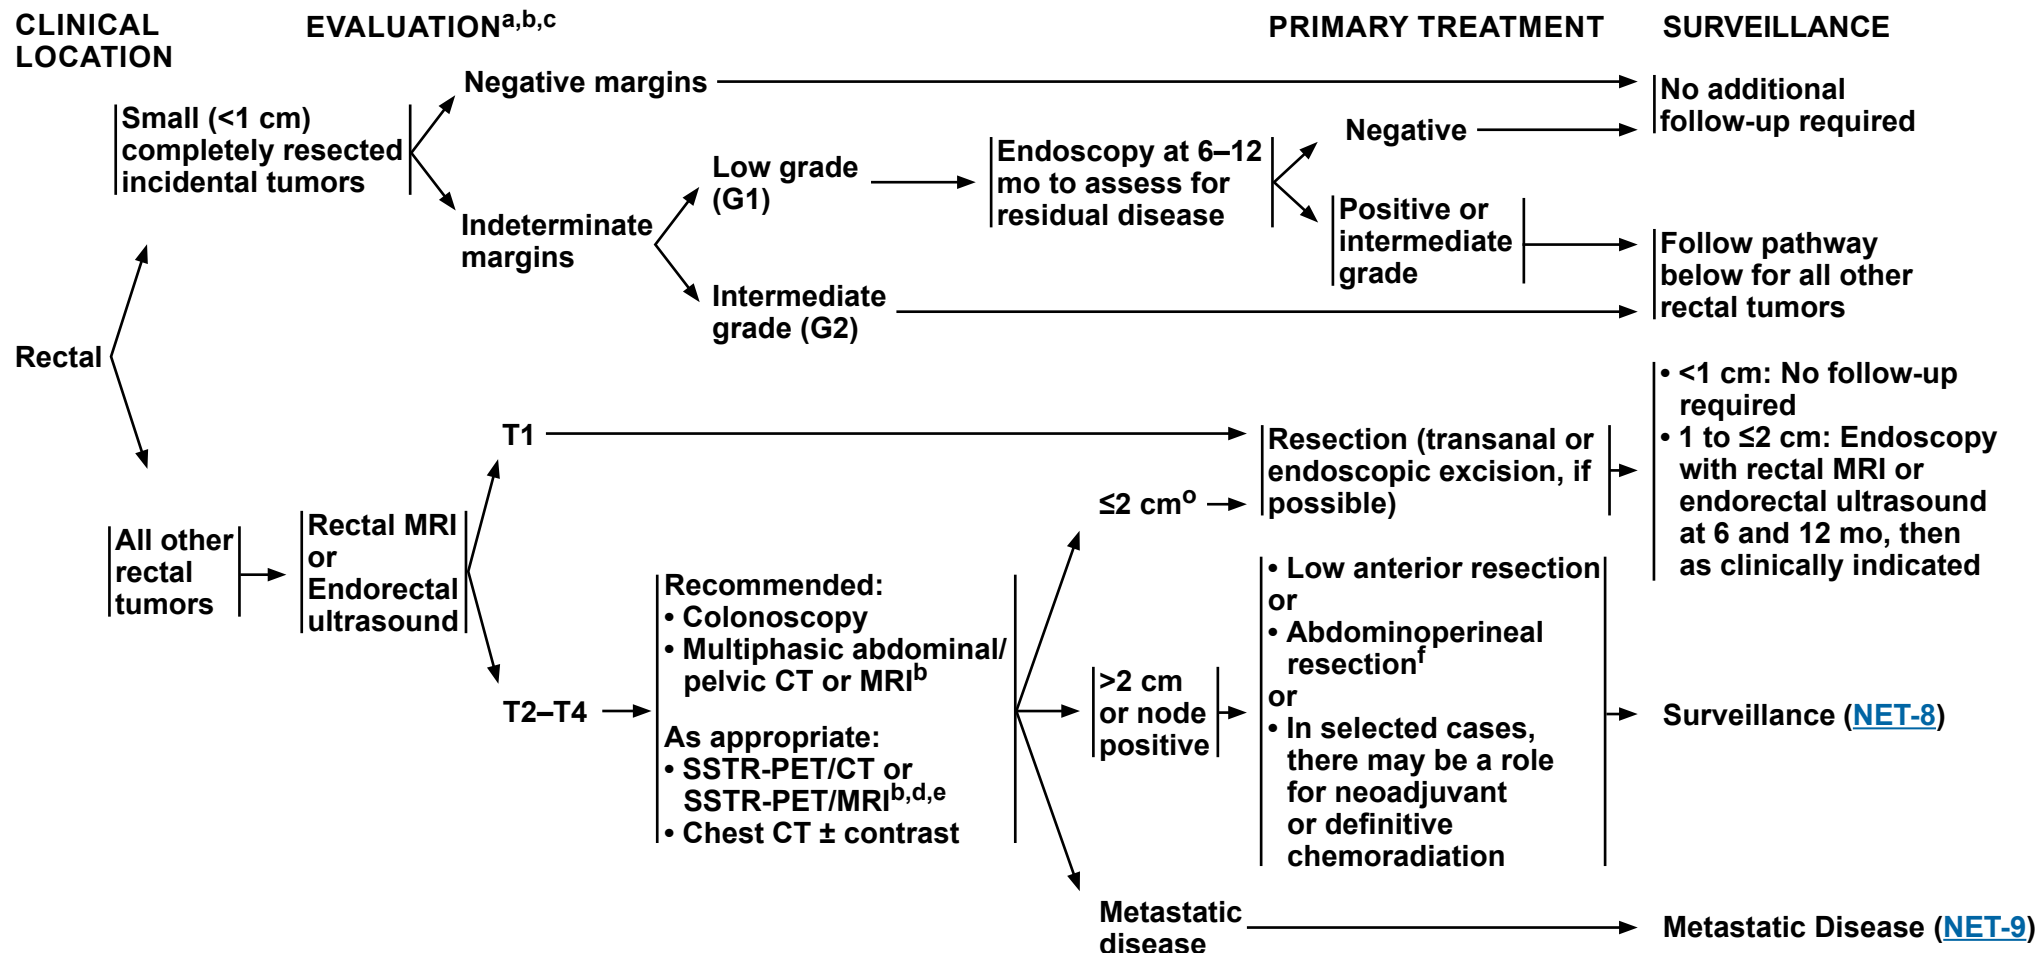 CLINICAL
LOCATION
EVALUATIONa,b,c
PRIMARY TREATMENT
SURVEILLANCE
Rectal
Small (<1 cm)
completely resected
incidental tumors
Negative margins
Indeterminate
margins
Low grade
(G1)
Intermediate
grade (G2)
Endoscopy at 6–12
mo to assess for
residual disease
Negative
Positive or
intermediate
grade
No additional
follow-up required
Follow pathway
below for all other
rectal tumors
All other
rectal
tumors
Rectal MRI
or
Endorectal
ultrasound
T1
T2–T4
Recommended:
• Colonoscopy
• Multiphasic abdominal/
pelvic CT or MRIb
As appropriate:
• SSTR-PET/CT or
SSTR-PET/MRIb,d,e
• Chest CT ± contrast
≤2 cmo
>2 cm
or node
positive
Metastatic
disease
Resection (transanal or
endoscopic excision, if
possible)
• Low anterior resection
or
• Abdominoperineal
resectionf
or
• In selected cases,
there may be a role
for neoadjuvant
or definitive
chemoradiation
• <1 cm: No follow-up
required
• 1 to ≤2 cm: Endoscopy
with rectal MRI or
endorectal ultrasound
at 6 and 12 mo, then
as clinically indicated
Surveillance (NET-8)
Metastatic Disease (NET-9)